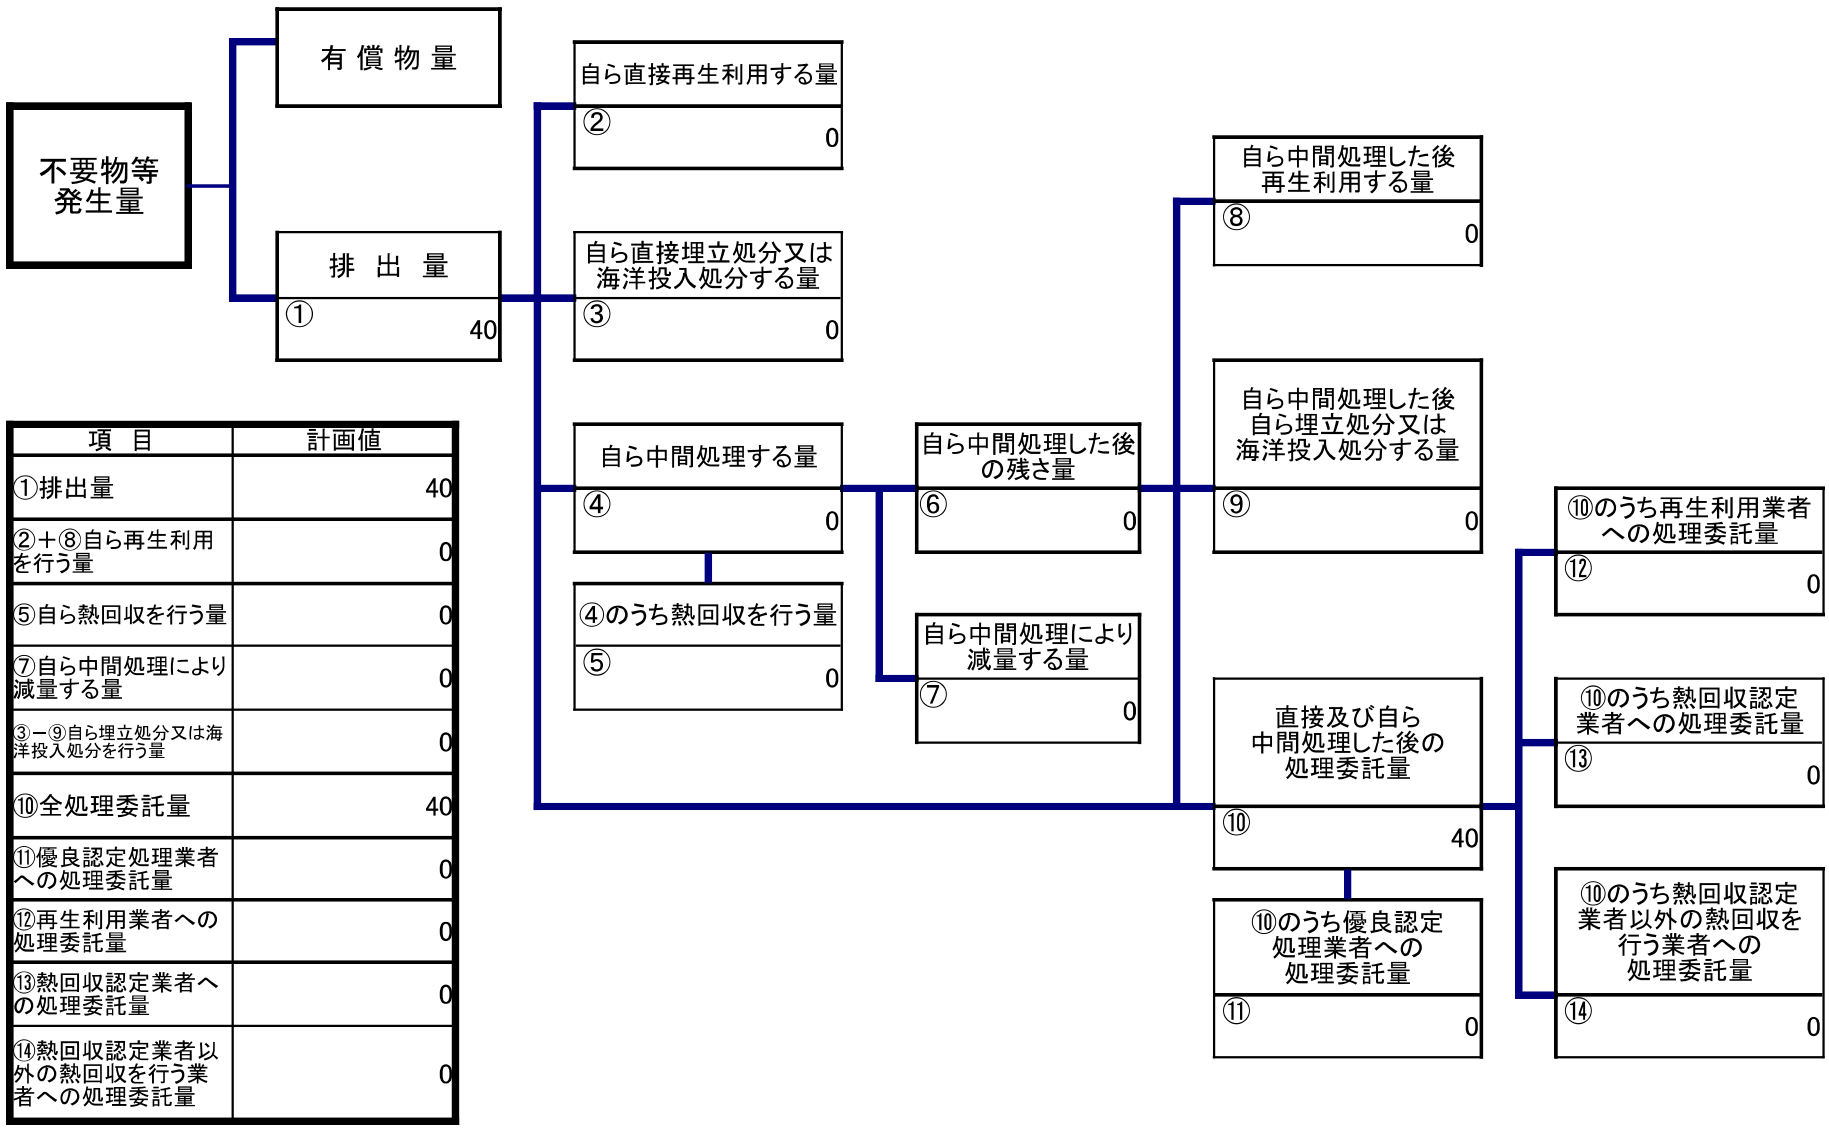 有償物量
不要物等
発生量
排出量
①
40
自ら直接再生利用する量
②
0
自ら直接埋立処分又は
海洋投入処分する量
③
0
自ら中間処理する量
④
0
④のうち熱回収を行う量
⑤
0
自ら中間処理した後
の残さ量
⑥
0
自ら中間処理により
減量する量
⑦
0
自ら中間処理した後
再生利用する量
⑧
0
自ら中間処理した後
自ら埋立処分又は
海洋投入処分する量
⑨
0
直接及び自ら
中間処理した後の
処理委託量
⑩
40
⑩のうち優良認定
処理業者への
処理委託量
⑪
0
⑩のうち再生利用業者
への処理委託量
⑫
0
⑩のうち熱回収認定
業者への処理委託量
⑬
0
⑩のうち熱回収認定
業者以外の熱回収を
行う業者への
処理委託量
⑭
0
項目 計画値
①排出量 40
②＋⑧自ら再生利用
を行う量 0
⑤自ら熱回収を行う量 0
⑦自ら中間処理により
減量する量 0
③－⑨自ら埋立処分又は海
洋投入処分を行う量 0
⑩全処理委託量 40
⑪優良認定処理業者
への処理委託量 0
⑫再生利用業者への
処理委託量 0
⑬熱回収認定業者へ
の処理委託量 0
⑭熱回収認定業者以
外の熱回収を行う業
者への処理委託量 0